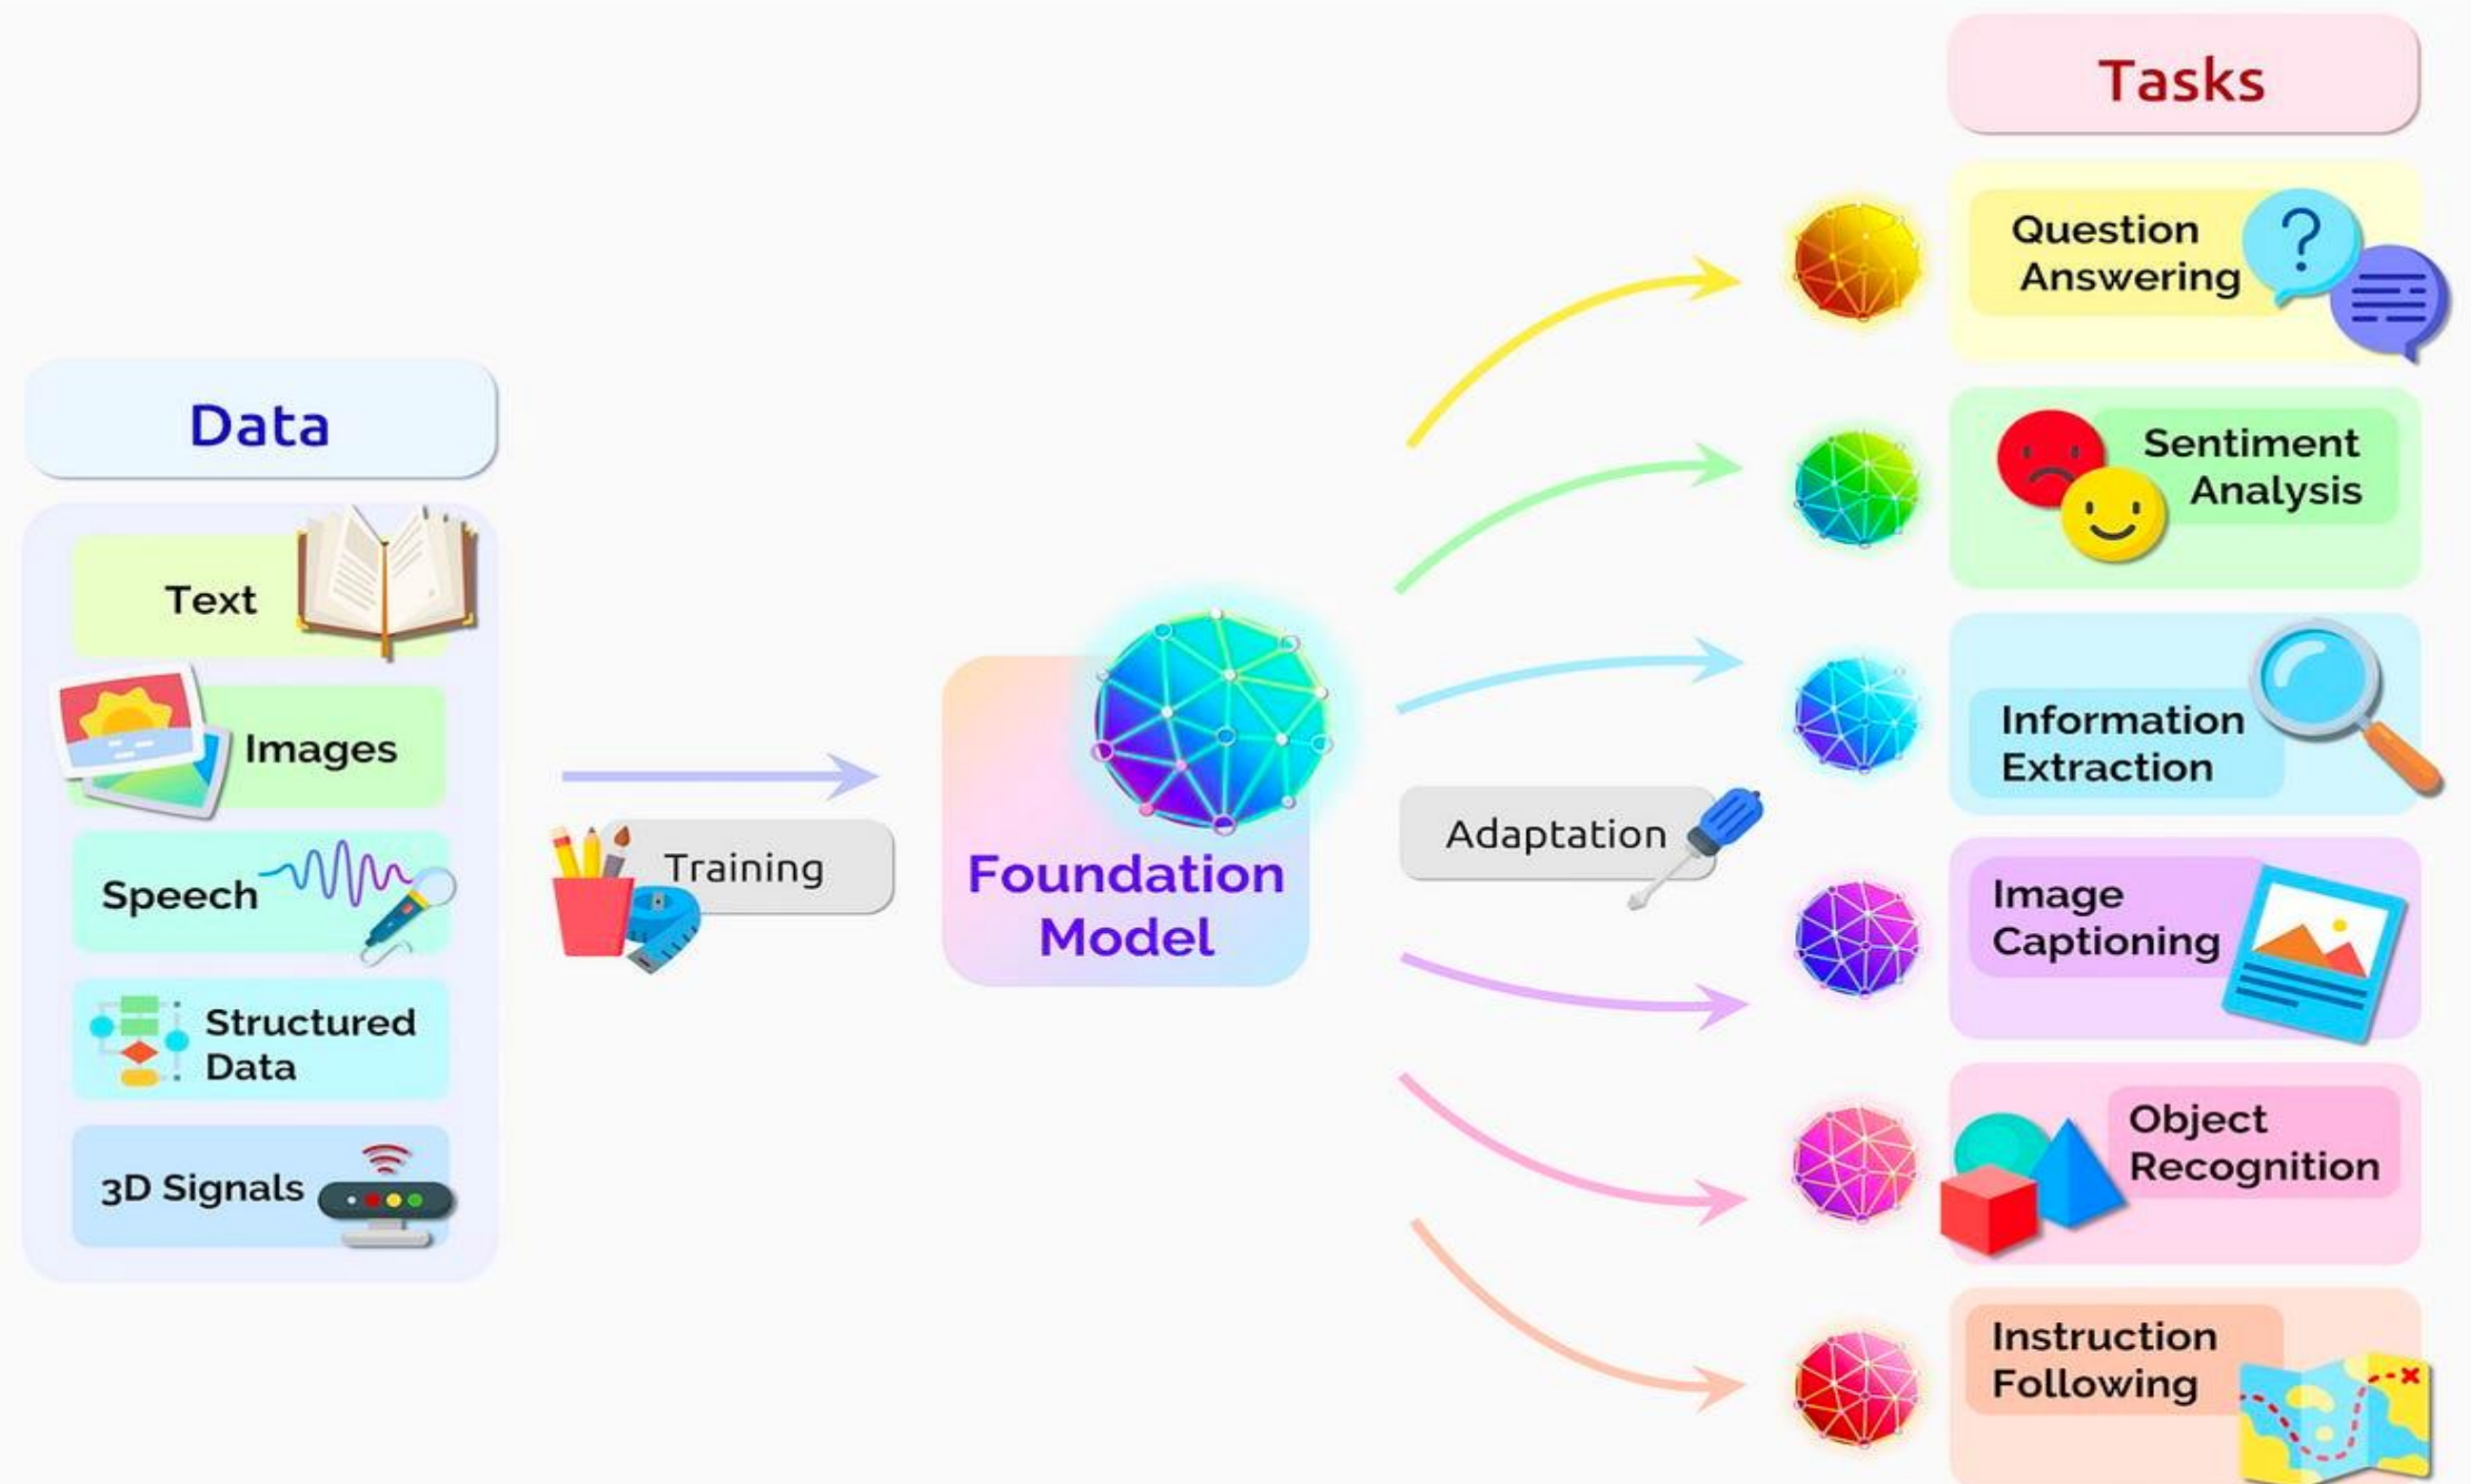 Data
Text
Images
Speech
Structured
Data
3D Signals
Training
Foundation
Model
Adaptation
Tasks
Question
Answering
Sentiment
Analysis
Information
Extraction
Image
Captioning
Object
Recognition
Instruction
Following